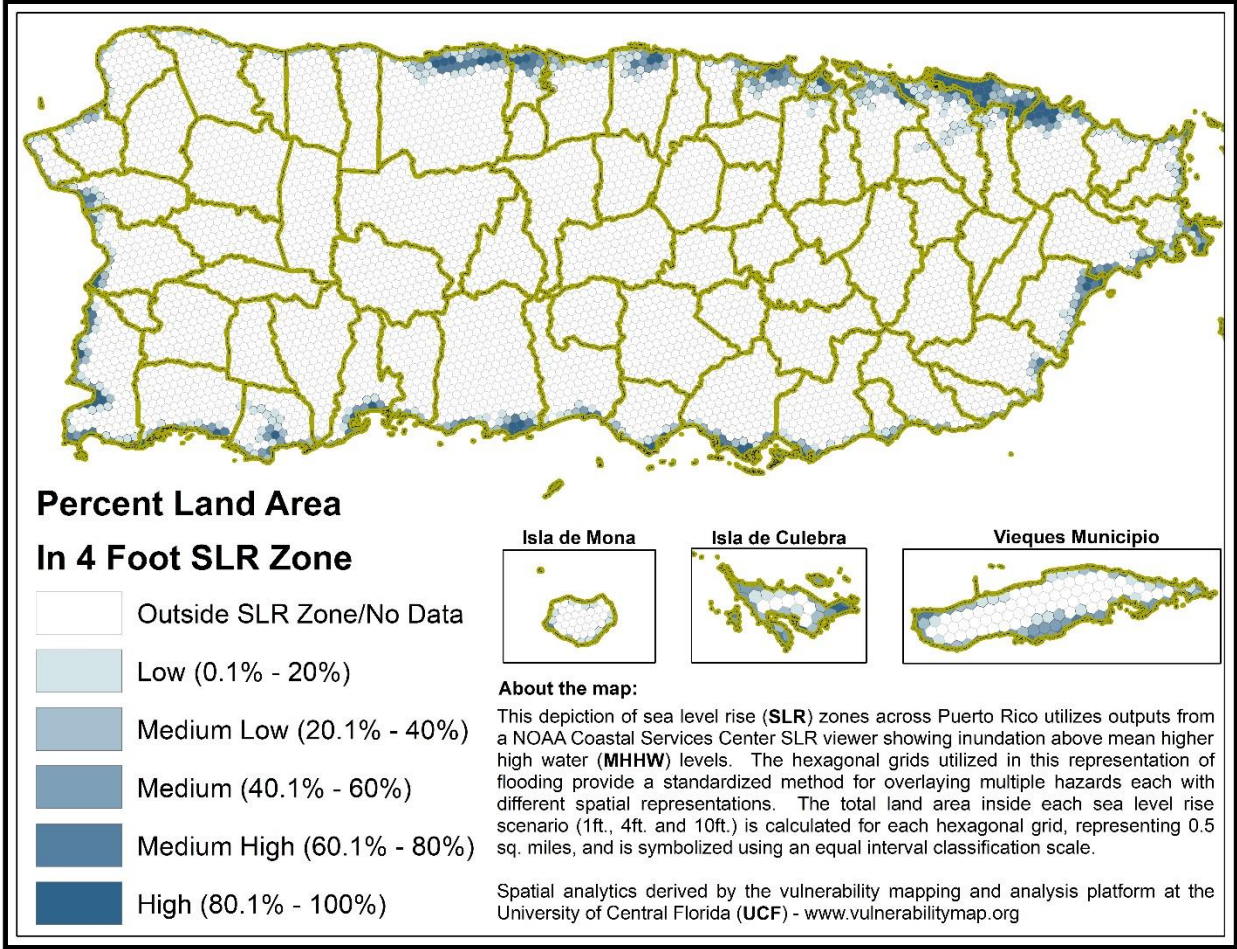 Percent Land Area
In 4 Foot SLR Zone
Outside SLR Zone/No Data
Low (0.1% - 20%)
Medium Low (20.1% - 40%)
Medium (40.1% - 60%)
Medium High (60.1% - 80%)
High (80.1% - 100%)
Isla de Mona
Isla de Culebra
Vieques Municipio
About the map:
This depiction of sea level rise (SLR) zones across Puerto Rico utilizes outputs from
a NOAA Coastal Services Center SLR viewer showing inundation above mean higher
high water (MHHW) levels. The hexagonal grids utilized in this representation of
flooding provide a standardized method for overlaying multiple hazards each with
different spatial representations. The total land area inside each sea level rise
scenario (1ft., 4ft. and 10ft.) is calculated for each hexagonal grid, representing 0.5
sq. miles, and is symbolized using an equal interval classification scale.
Spatial analytics derived by the vulnerability mapping and analysis platform at the
University of Central Florida (UCF) - www.vulnerabilitymap.org